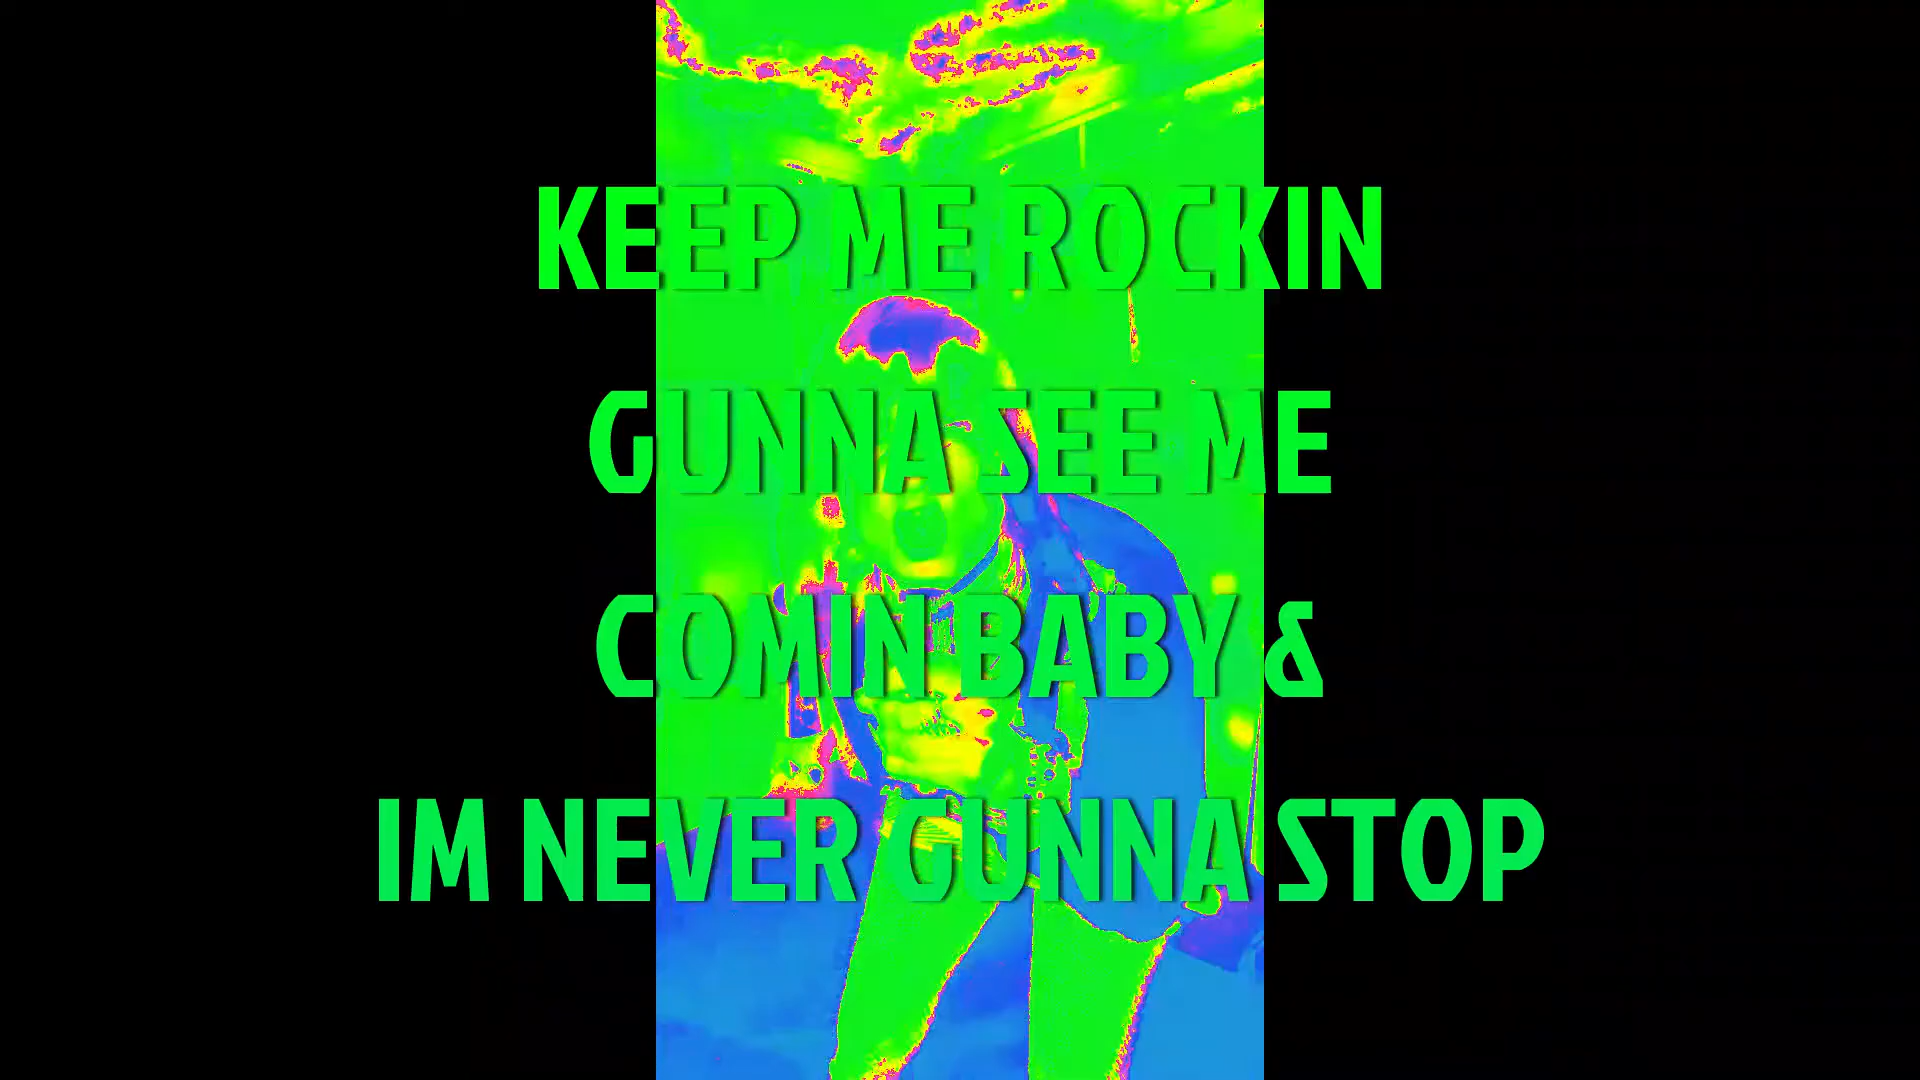 KEEP ME ROCKIN
GUNNA SEE ME
COMIN BABY &
IM NEVER GUNNA STOP